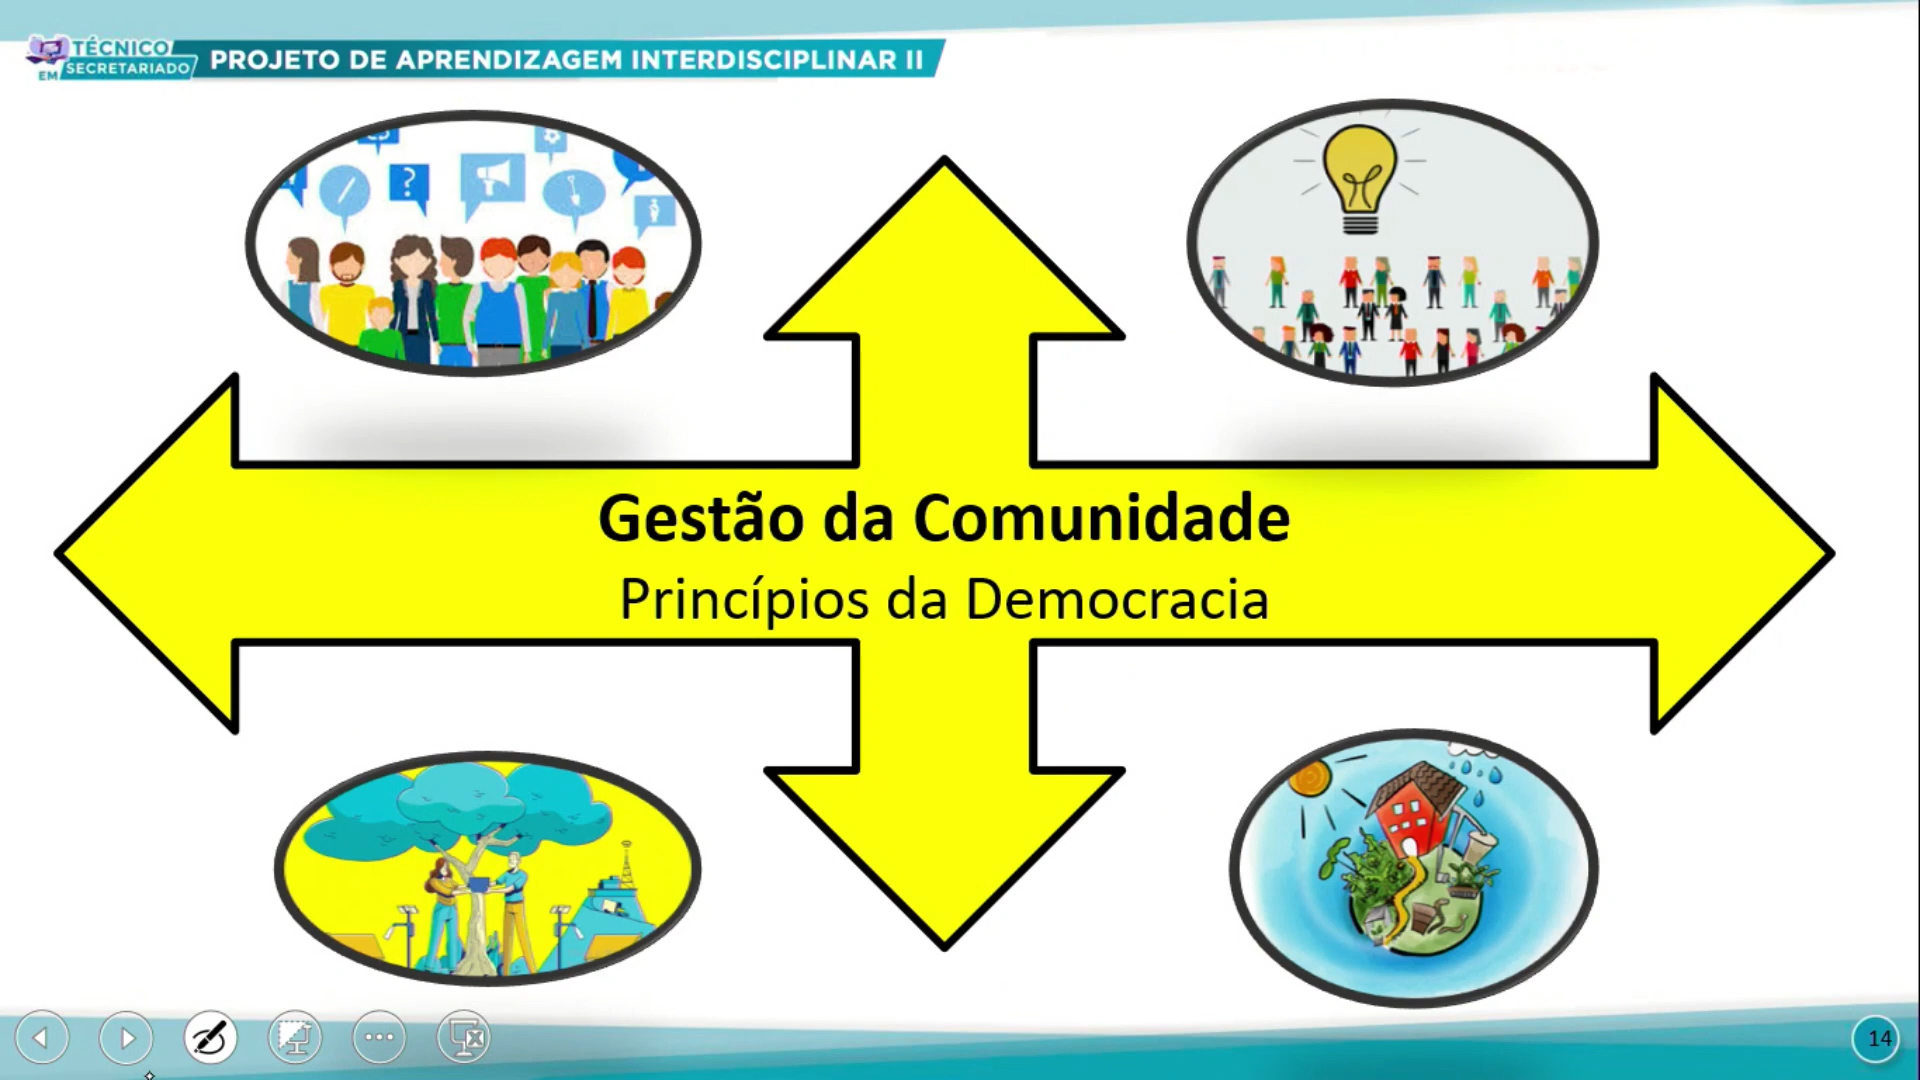 TÉCNICO
EM SECRETARIADO
PROJETO DE APRENDIZAGEM INTERDISCIPLINAR II
?
Gestão da Comunidade
Princípios da Democracia
14